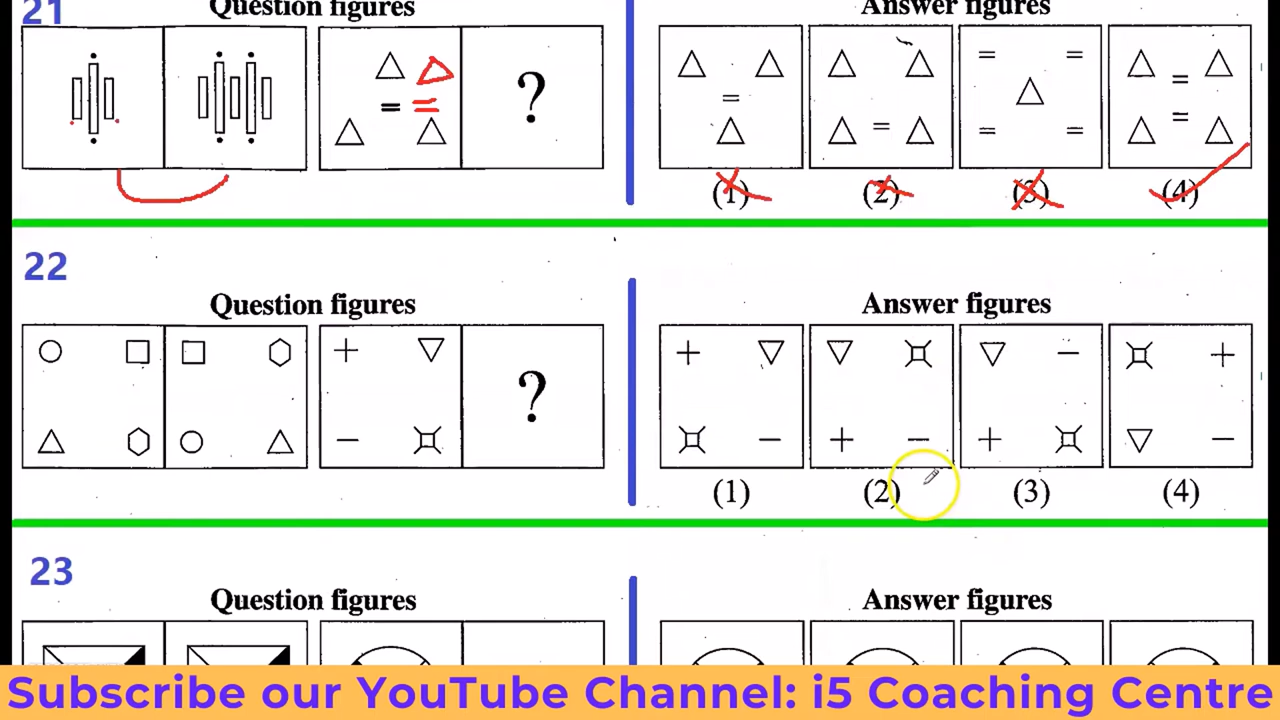 21
Question figures
Answer figures
?
(1) (2) (3) (4)
22
Question figures
Answer figures
?
(1) (2) (3) (4)
23
Question figures
Answer figures
Subscribe our YouTube Channel: i5 Coaching Centre